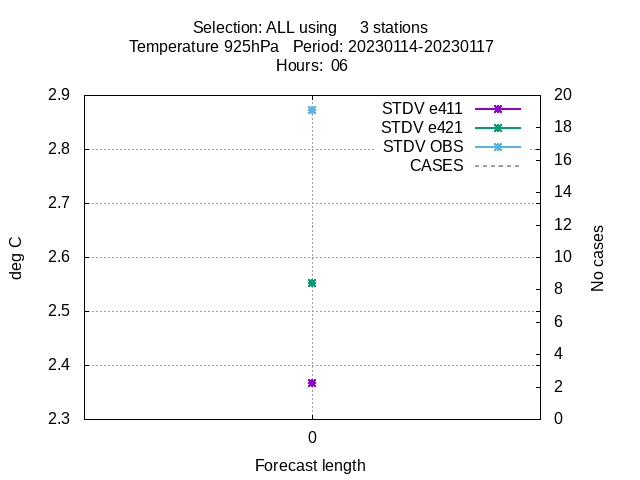 Selection: ALL using 3 stations
Temperature 925hPa Period: 20230114-20230117
Hours: 06
2.9
2.8
2.7
2.6
2.5
2.4
2.3
deg C
STDV e411
STDV e421
STDV OBS
CASES
20
18
16
14
12
10
8
6
4
2
0
No cases
0
Forecast length